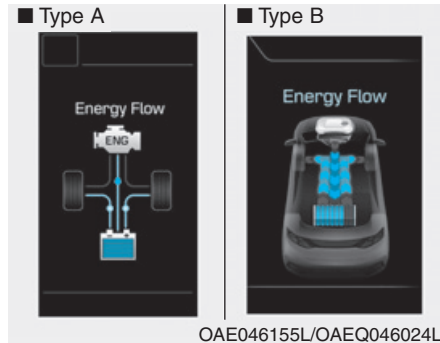 ■ Type A
■ Type B
Energy Flow
ENG
Energy Flow
OAE046155L/OAEQ046024L